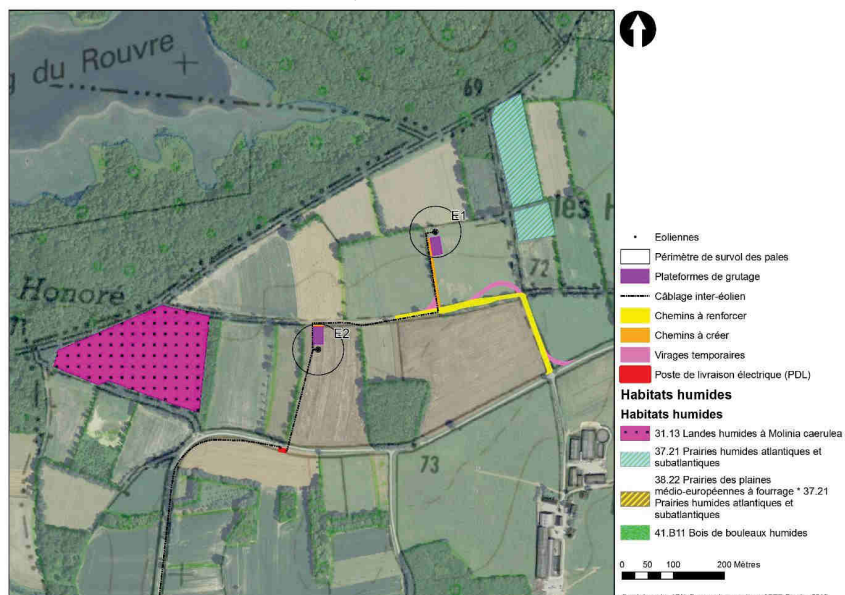 g du Rouvre
69
E1
les H
72
Honoré
71
E2
73
Eoliennes
Périmètre de survol des pales
Plateformes de grutage
Câblage inter-éolien
Chemins à renforcer
Chemins à créer
Virages temporaires
Poste de livraison électrique (PDL)
Habitats humides
Habitats humides
31.13 Landes humides à Molinia caerulea
37.21 Prairies humides atlantiques et
subatlantiques
38.22 Prairies des plaines
médio-européennes à fourrage * 37.21
Prairies humides atlantiques et
subatlantiques
41.B11 Bois de bouleaux humides
0 50 100 200 Mètres